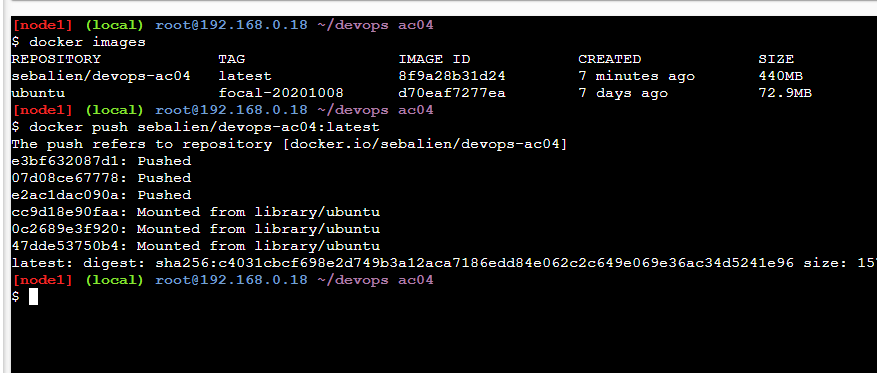 [node1] (local) root@192.168.0.18 ~/devops ac04
$ docker images
REPOSITORY TAG IMAGE ID CREATED SIZE
sebalien/devops-ac04 latest 8f9a28b31d24 7 minutes ago 440MB
ubuntu focal-20201008 d70eaf7277ea 7 days ago 72.9MB
[node1] (local) root@192.168.0.18 ~/devops ac04
$ docker push sebalien/devops-ac04:latest
The push refers to repository [docker.io/sebalien/devops-ac04]
e3bf632087d1: Pushed
07d08ce67778: Pushed
e2ac1dac090a: Pushed
cc9d18e90faa: Mounted from library/ubuntu
0c2689e3f920: Mounted from library/ubuntu
47dde53750b4: Mounted from library/ubuntu
latest: digest: sha256:c4031cbcf698e2d749b3a12aca7186edd84e062c2c649e069e36ac34d5241e96 size: 157
[node1] (local) root@192.168.0.18 ~/devops ac04
$